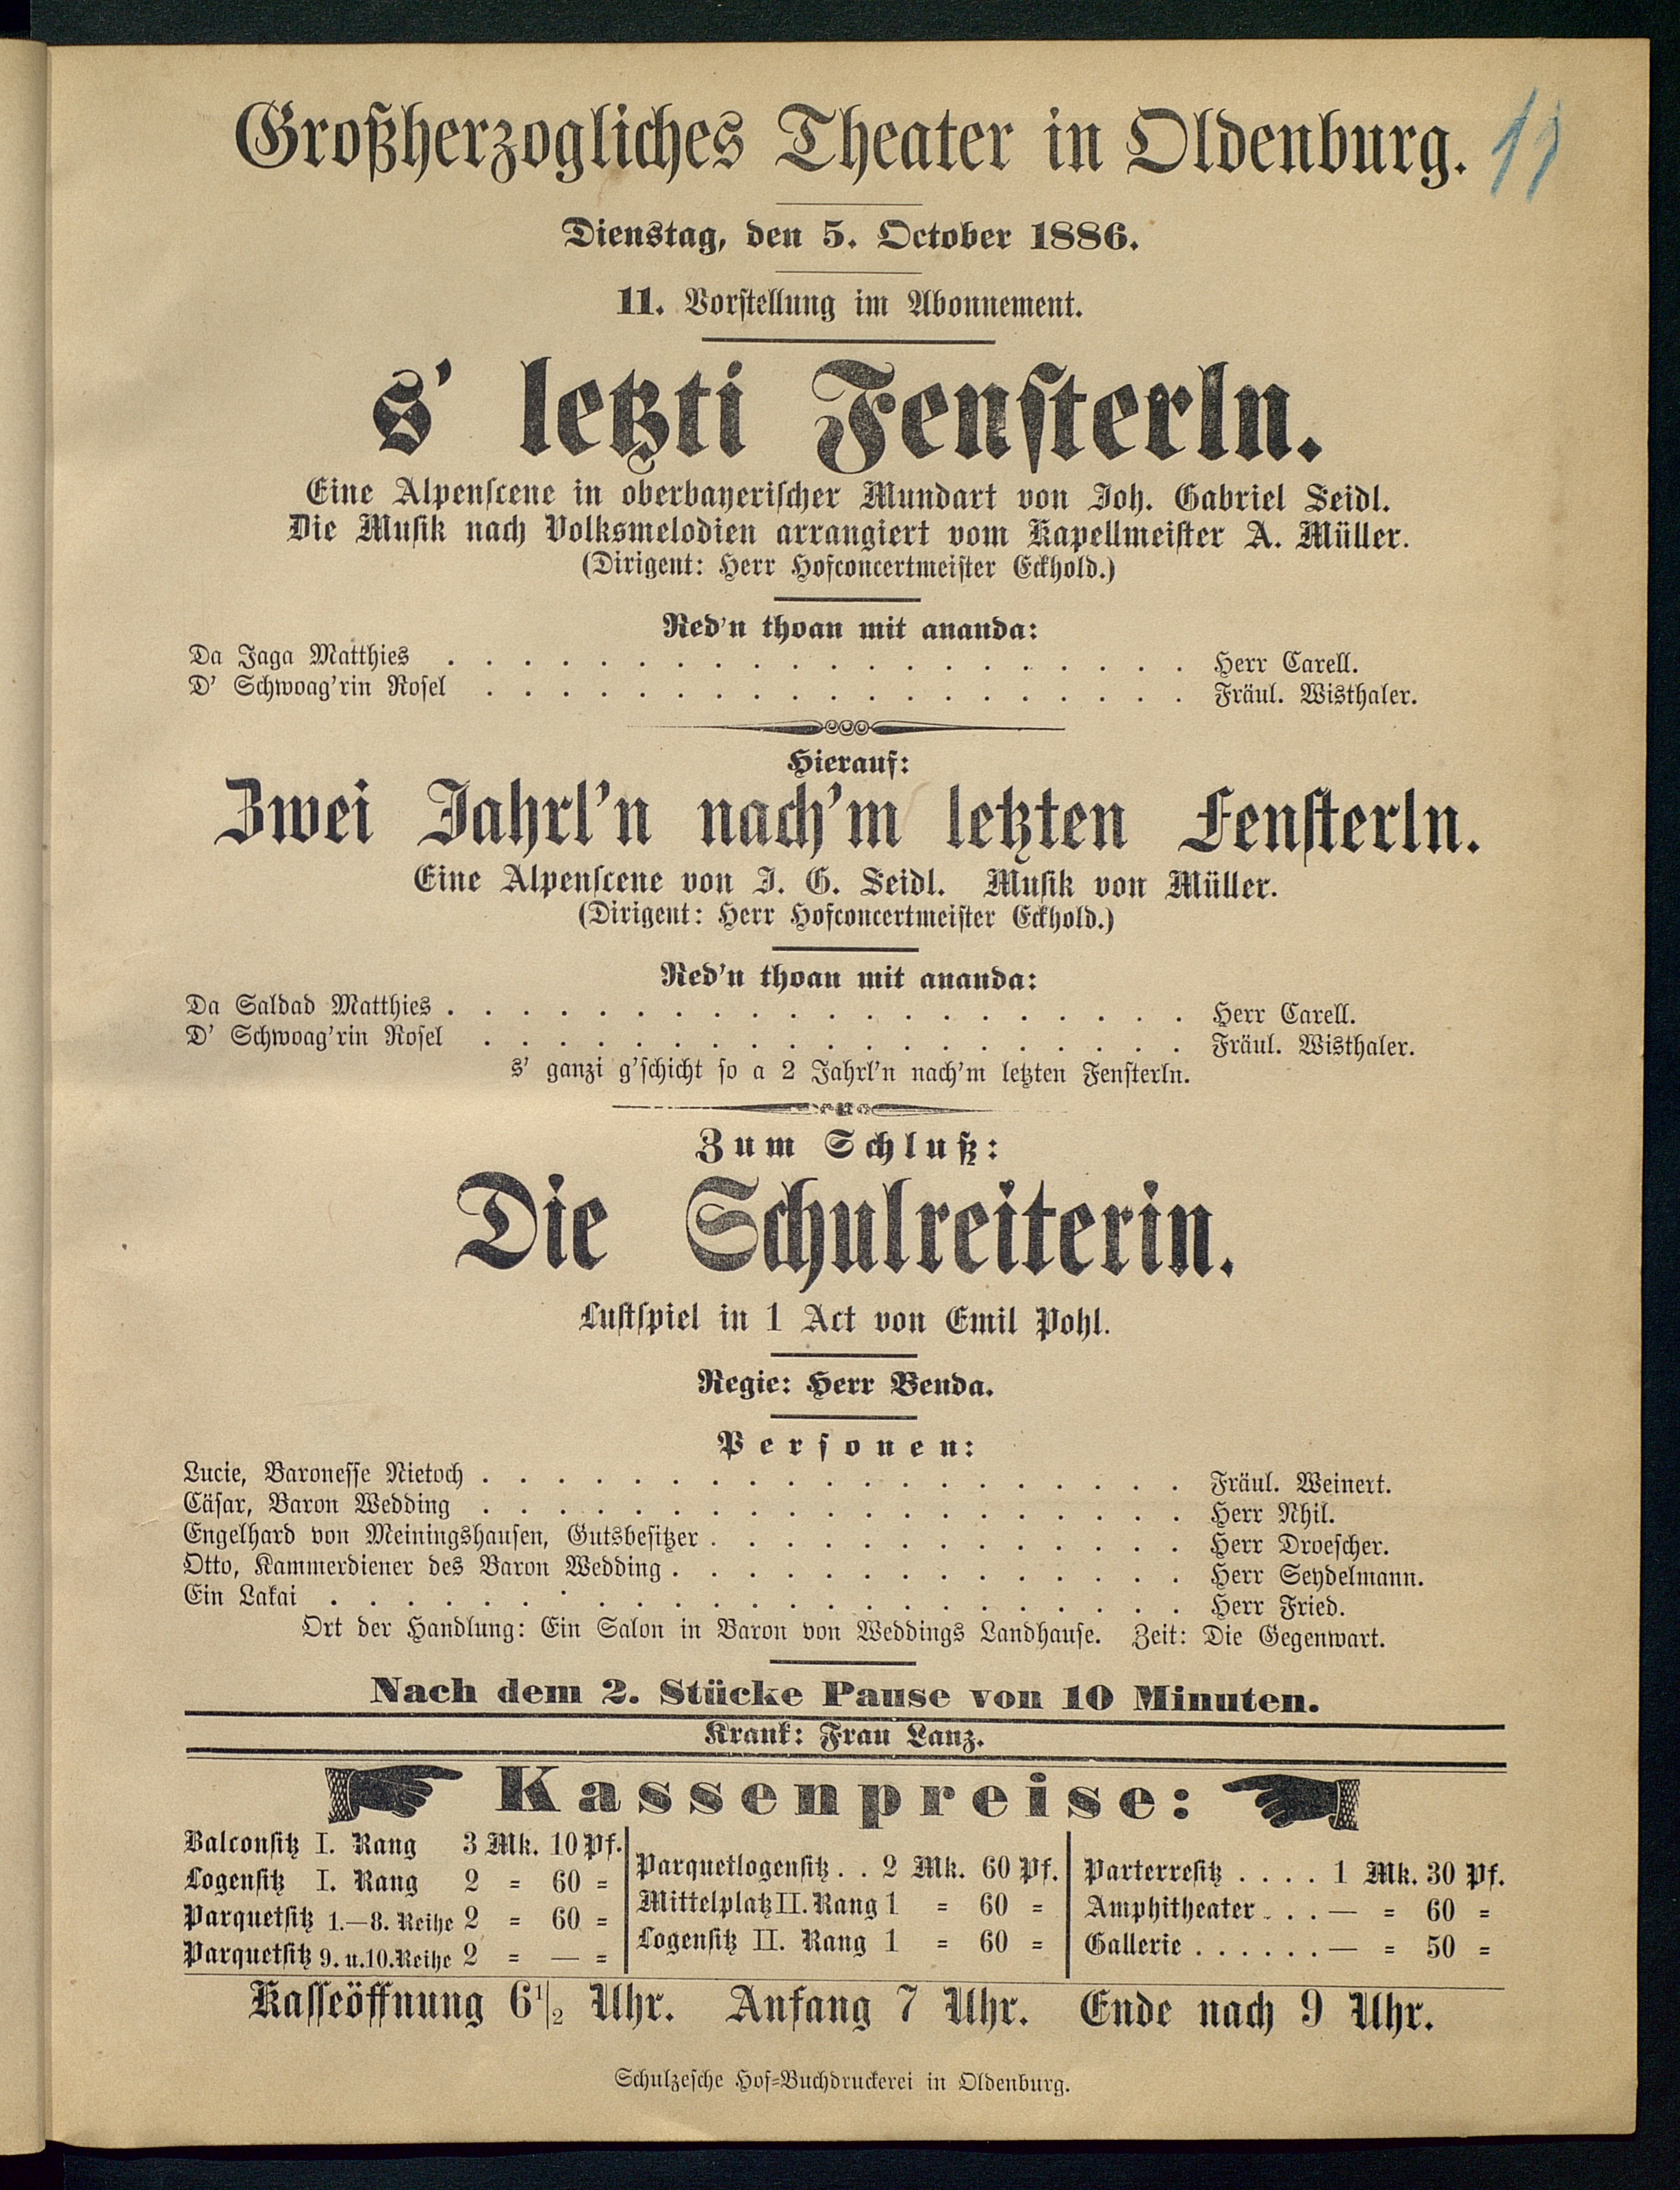 Großherzogliches Theater in Oldenburg.
11
Dienstag, den 5. October 1886.
11. Vorstellung im Abonnement.
s' letzti Fensterln.
Eine Alpenscene in oberbayerischer Mundart von Joh. Gabriel Seidl.
Die Musik nach Volksmelodien arrangiert vom Kapellmeister A. Müller.
(Dirigent: Herr Hofconcertmeister Eckhold.)
Red'n thoan mit ananda:
Da Jaga Matthies . . . . . . . . . . . . . . . . . . . . Herr Carell.
D' Schwoag'rin Rosel . . . . . . . . . . . . . . . . . . . Fräul. Wisthaler.
Hierauf:
Zwei Jahrl'n nach'm letzten Fensterln.
Eine Alpenscene von J. G. Seidl. Musik von Müller.
(Dirigent: Herr Hofconcertmeister Eckhold.)
Red'n thoan mit ananda:
Da Saldad Matthies . . . . . . . . . . . . . . . . . . . . Herr Carell.
D' Schwoag'rin Rosel . . . . . . . . . . . . . . . . . . . Fräul. Wisthaler.
s' ganzi g'schicht so a 2 Jahrl'n nach'm letzten Fensterln.
Zum Schluß:
Die Schulreiterin.
Lustspiel in 1 Act von Emil Pohl.
Regie: Herr Benda.
Personen:
Lucie, Baronesse Nietoch . . . . . . . . . . . . . . . . . . . Fräul. Weinert.
Cäsar, Baron Wedding . . . . . . . . . . . . . . . . . . . Herr Nhil.
Engelhard von Meiningshausen, Gutsbesitzer . . . . . . . . . . . . . Herr Droescher.
Otto, Kammerdiener des Baron Wedding . . . . . . . . . . . . . . Herr Seydelmann.
Ein Lakai . . . . . . . . . . . . . . . . . . . . . . . Herr Fried.
Ort der Handlung: Ein Salon in Baron von Weddings Landhause. Zeit: Die Gegenwart.
Nach dem 2. Stücke Pause von 10 Minuten.
Krank: Frau Lanz.
Kassenpreise:
Balconsitz I. Rang 3 Mk. 10 Pf.
Logensitz I. Rang 2 = 60 =
Parquetsitz 1.—8. Reihe 2 = 60 =
Parquetsitz 9. u. 10. Reihe 2 = — =
Parquetlogensitz . . 2 Mk. 60 Pf.
Mittelplatz II. Rang 1 = 60 =
Logensitz II. Rang 1 = 60 =
Parterresitz . . . . 1 Mk. 30 Pf.
Amphitheater . . . — = 60 =
Gallerie . . . . . . — = 50 =
Kasseöffnung 6 1/2 Uhr. Anfang 7 Uhr. Ende nach 9 Uhr.
Schulzesche Hof=Buchdruckerei in Oldenburg.